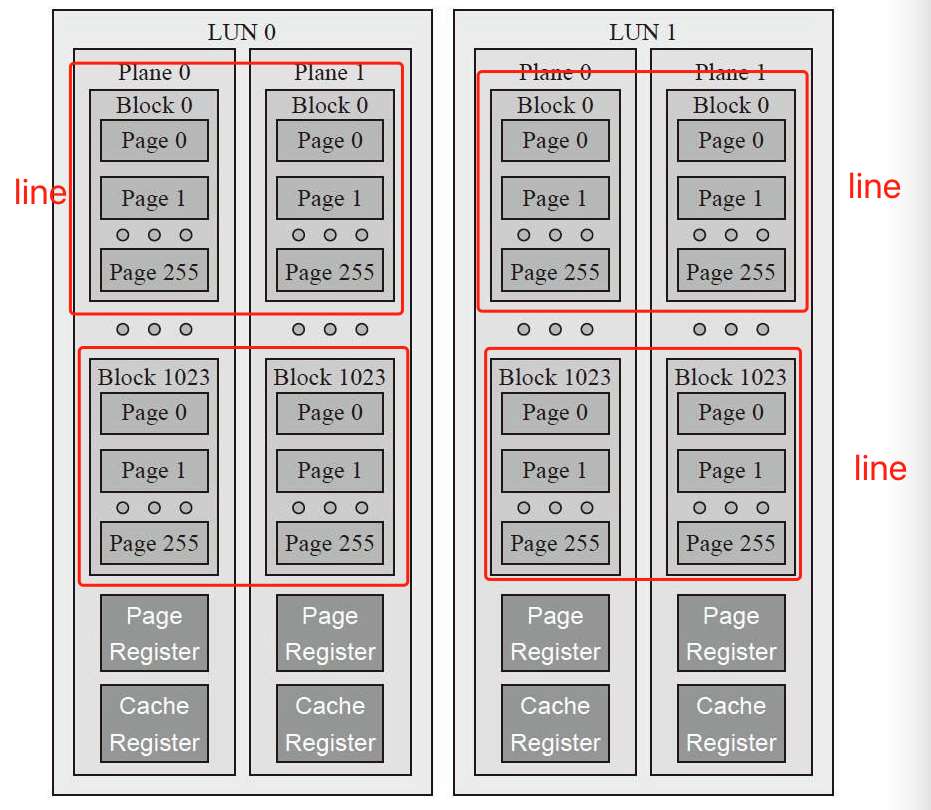 LUN 0
Plane 0
Block 0
Page 0
Page 1
Page 255
Block 1023
Page 0
Page 1
Page 255
Page
Register
Cache
Register
Plane 1
Block 0
Page 0
Page 1
Page 255
Block 1023
Page 0
Page 1
Page 255
Page
Register
Cache
Register
line
LUN 1
Plane 0
Block 0
Page 0
Page 1
Page 255
Block 1023
Page 0
Page 1
Page 255
Page
Register
Cache
Register
Plane 1
Block 0
Page 0
Page 1
Page 255
Block 1023
Page 0
Page 1
Page 255
Page
Register
Cache
Register
line
line